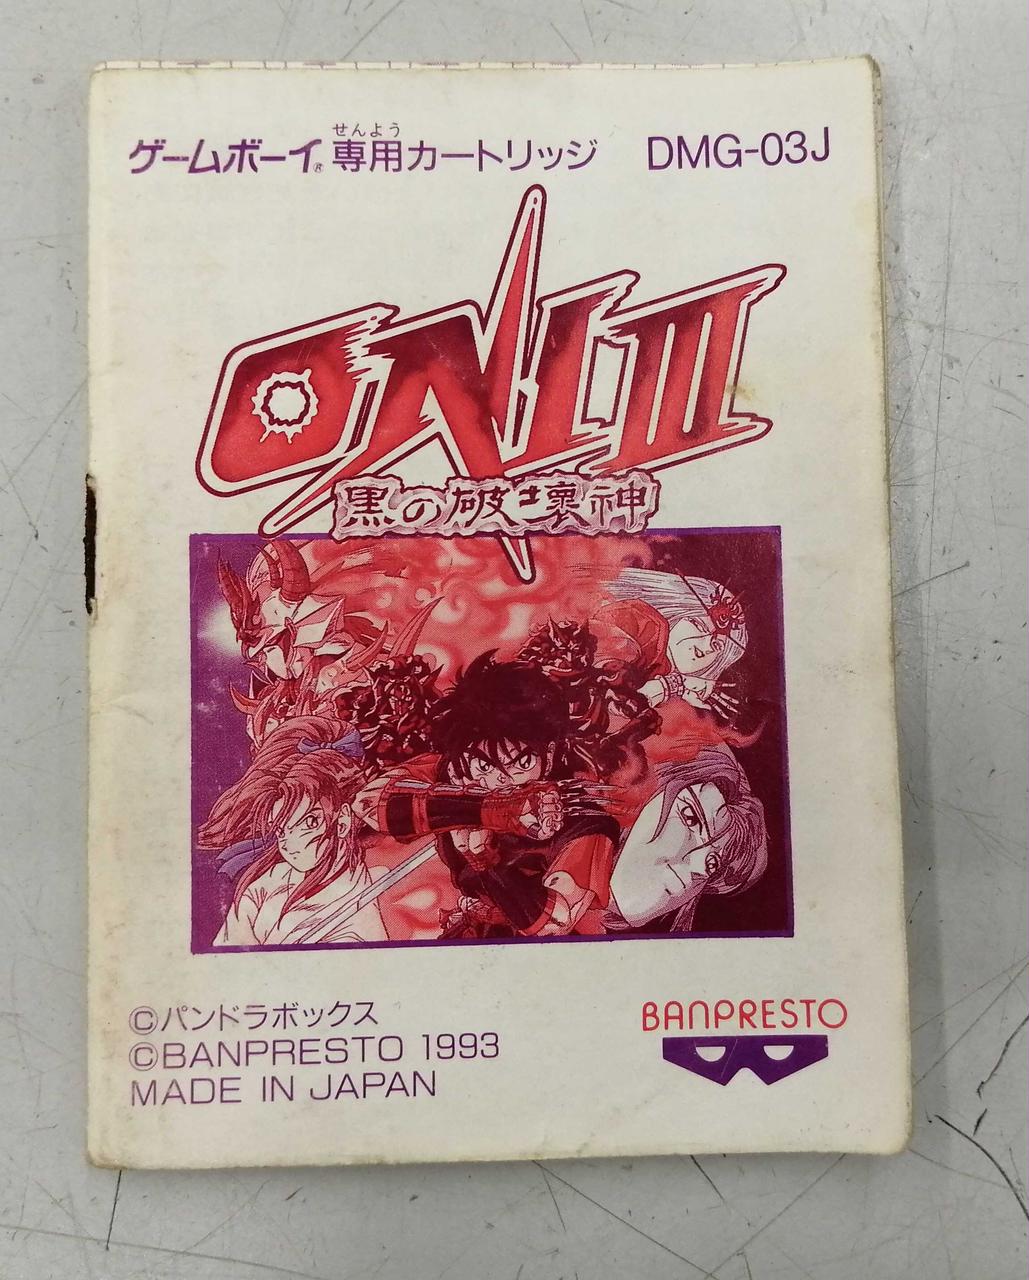 せんよう
ゲームボーイ® 専用カートリッジ DMG-03J
ONI III
黒の破壊神
©パンドラボックス
©BANPRESTO 1993
MADE IN JAPAN
BANPRESTO